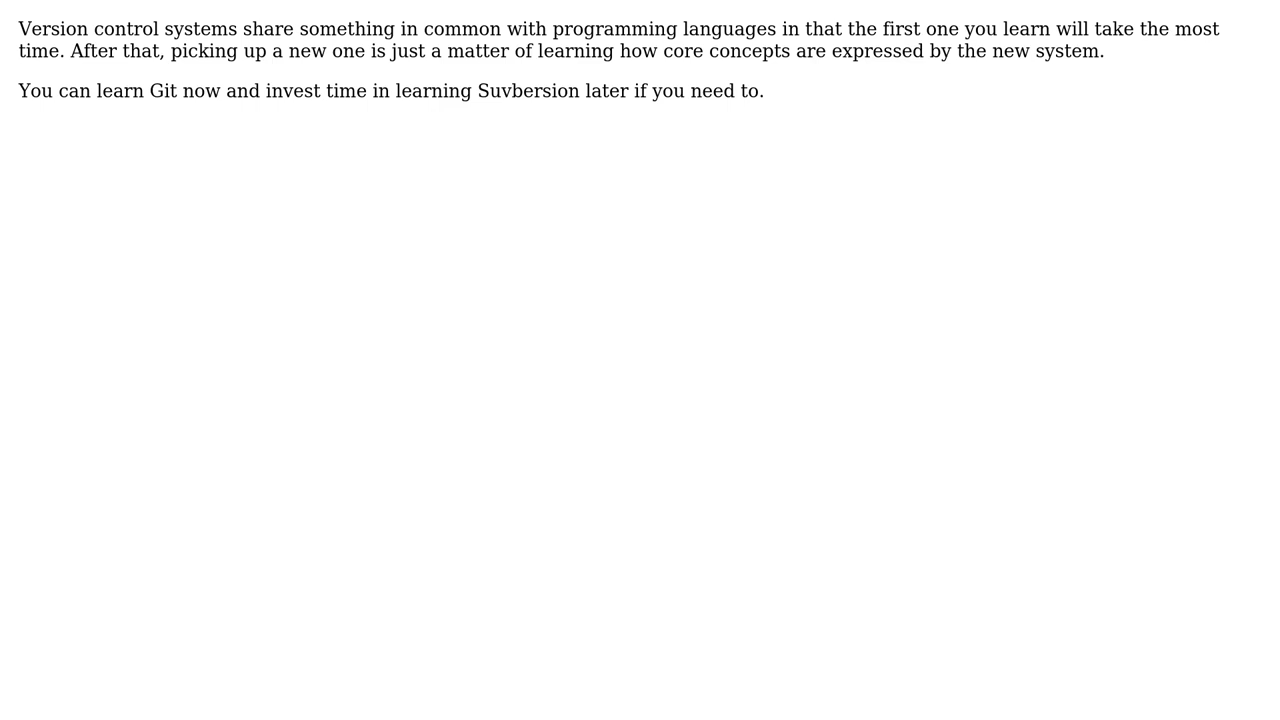 Version control systems share something in common with programming languages in that the first one you learn will take the most
time. After that, picking up a new one is just a matter of learning how core concepts are expressed by the new system.
You can learn Git now and invest time in learning Suvbersion later if you need to.